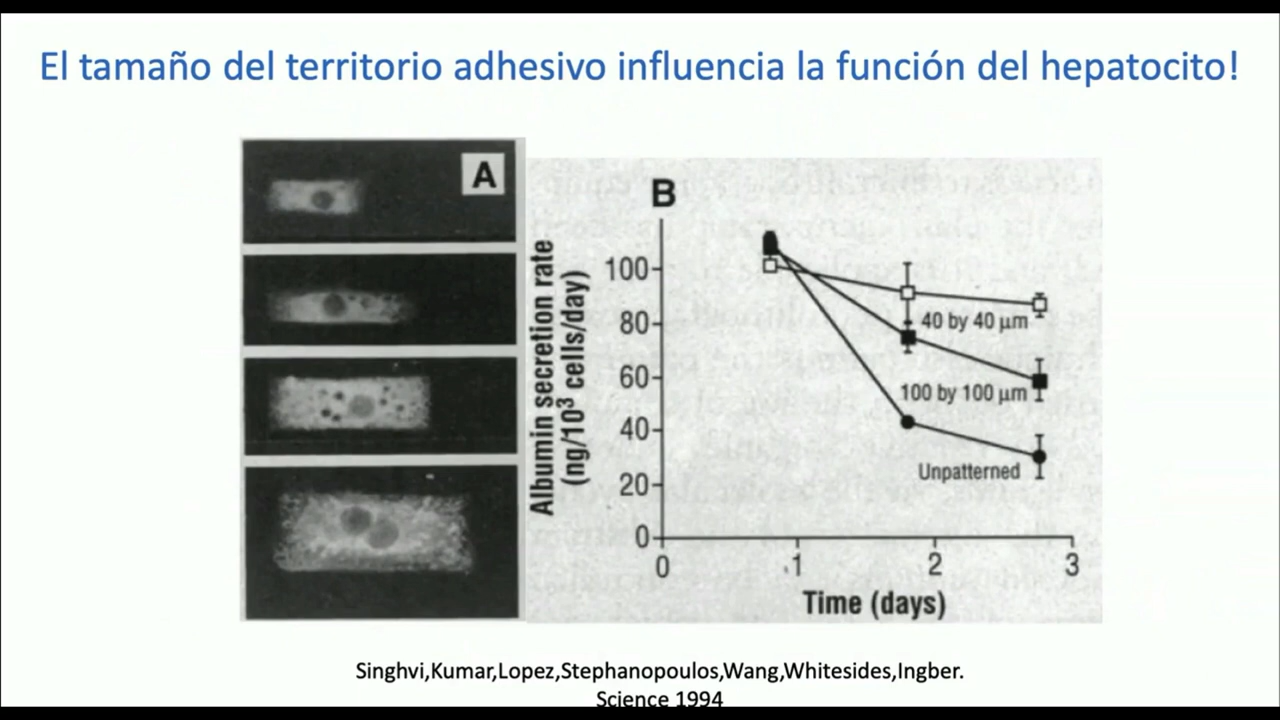 El tamaño del territorio adhesivo influencia la función del hepatocito!
A
B
Albumin secretion rate
(ng/10³ cells/day)
100
80
60
40
20
0
40 by 40 µm
100 by 100 µm
Unpatterned
0 1 2 3
Time (days)
Singhvi,Kumar,Lopez,Stephanopoulos,Wang,Whitesides,Ingber.
Science 1994